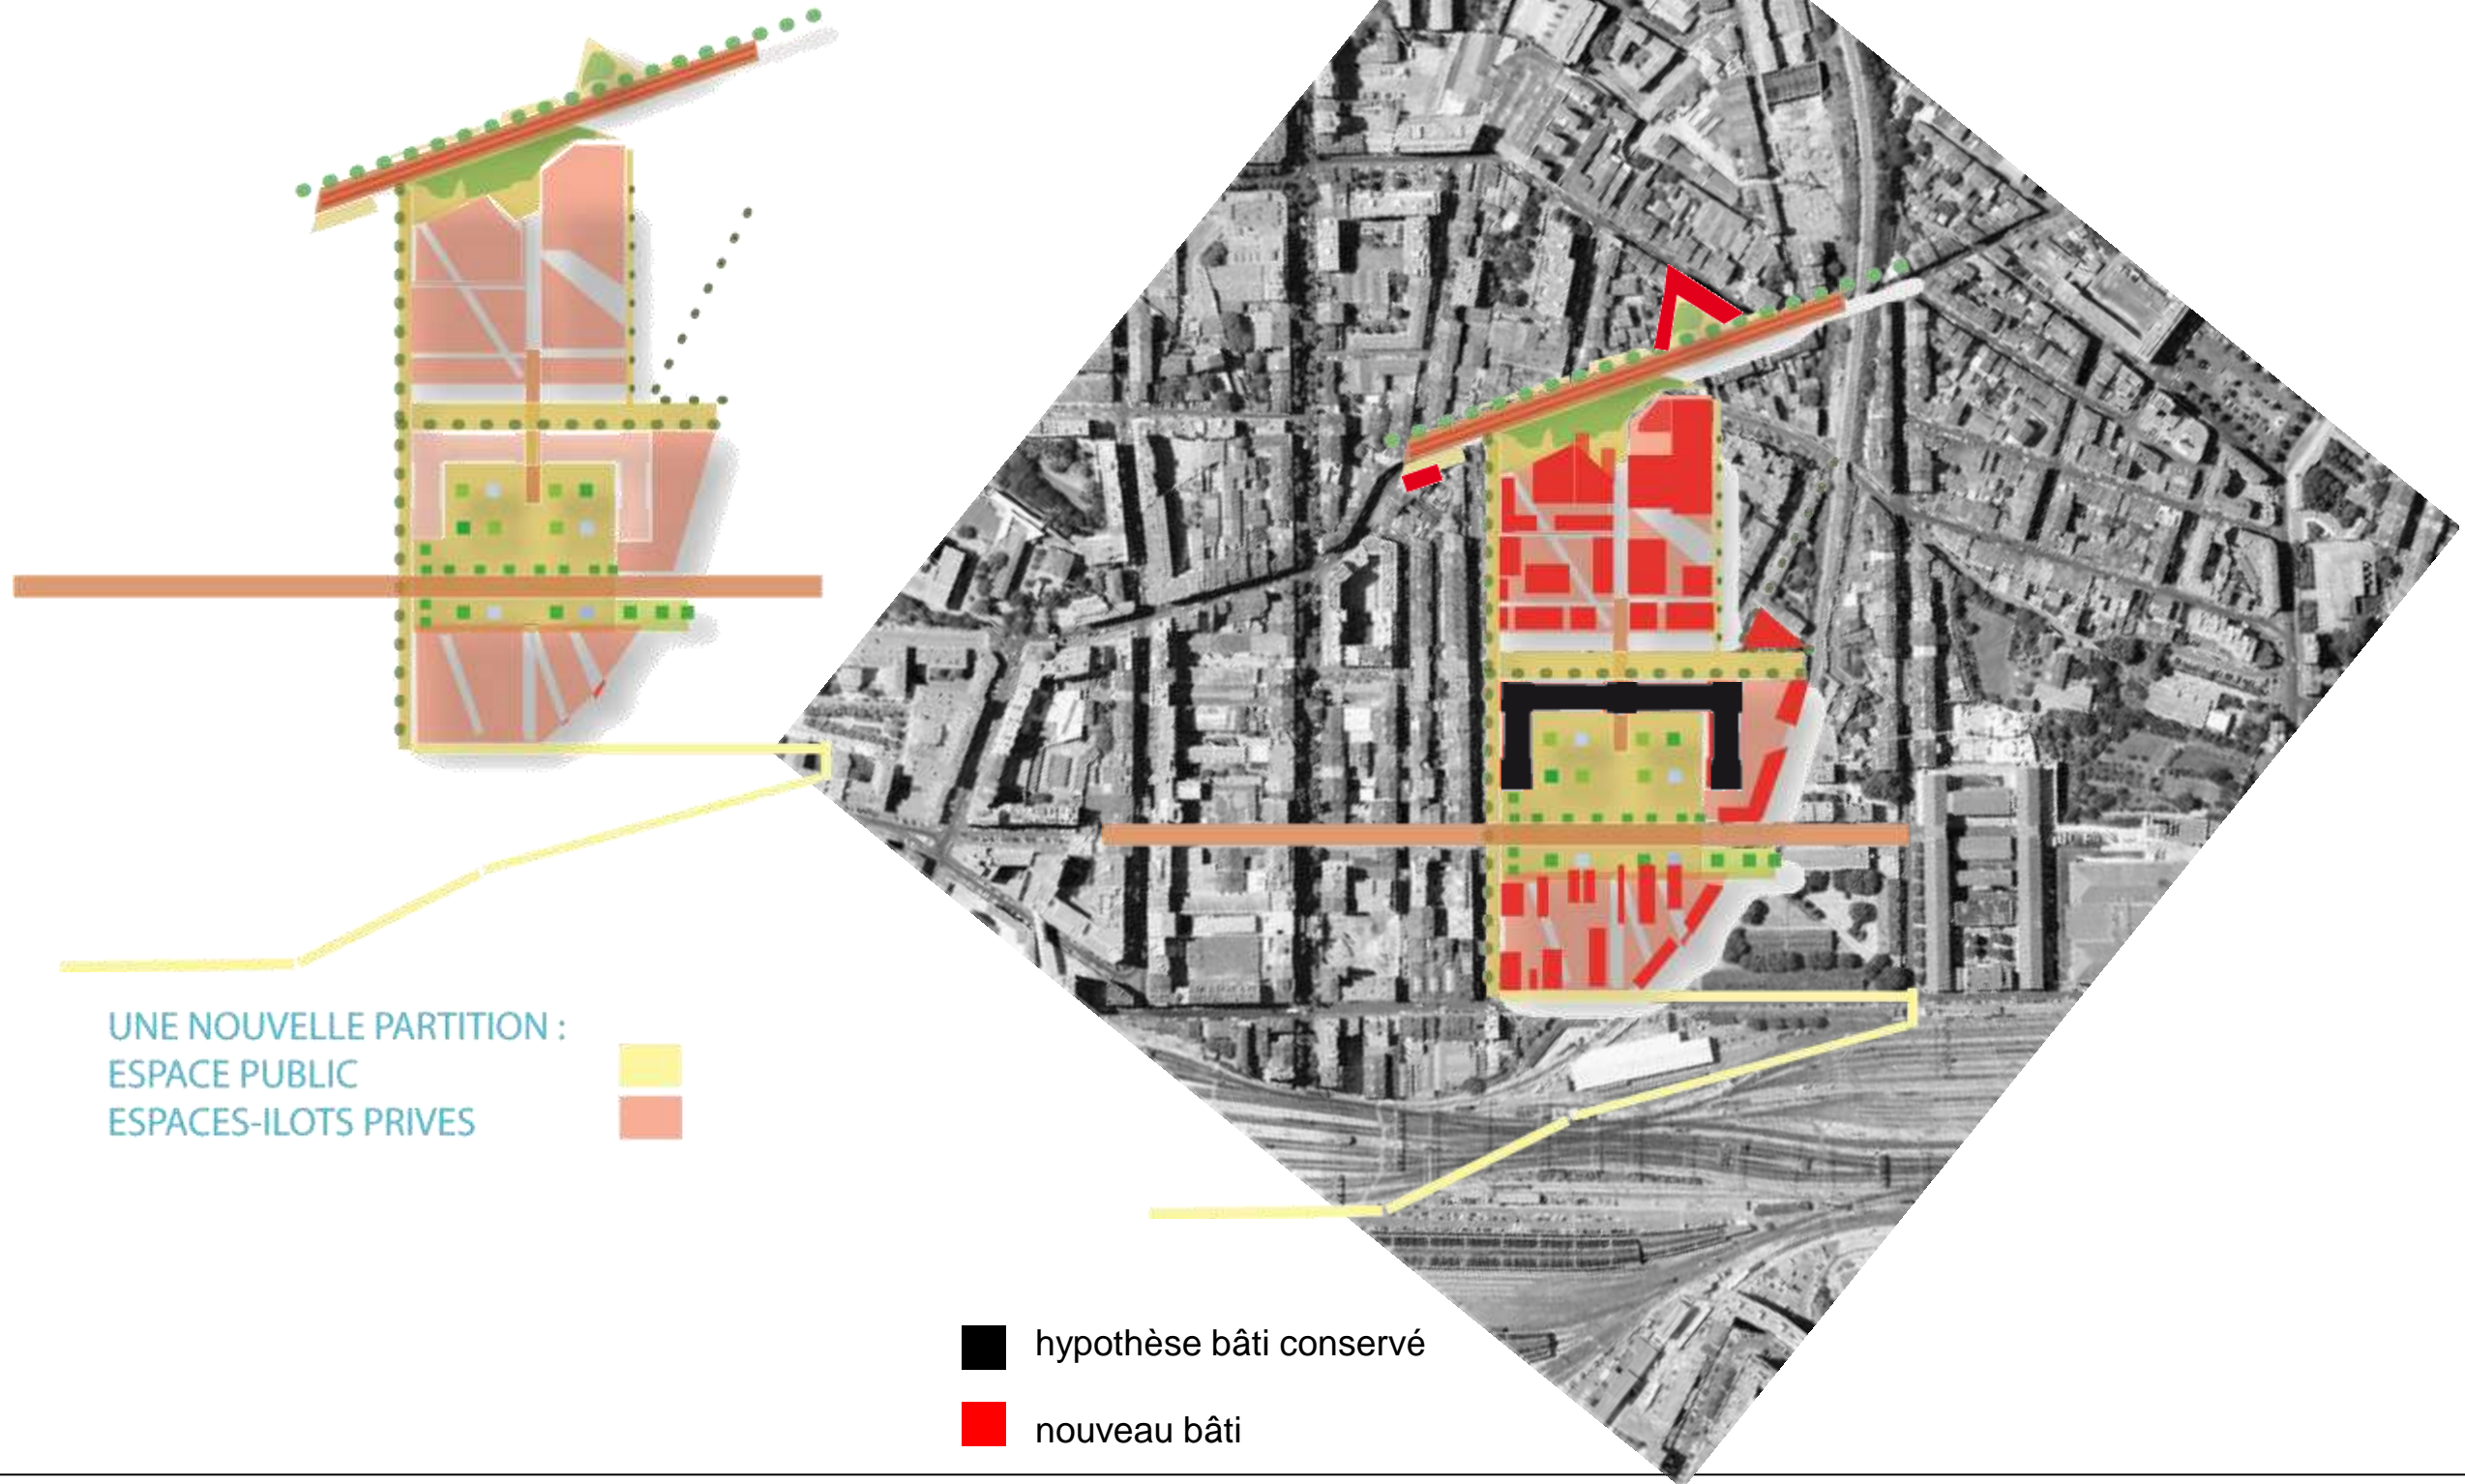 UNE NOUVELLE PARTITION :
ESPACE PUBLIC
ESPACES-ILOTS PRIVES
hypothèse bâti conservé
nouveau bâti